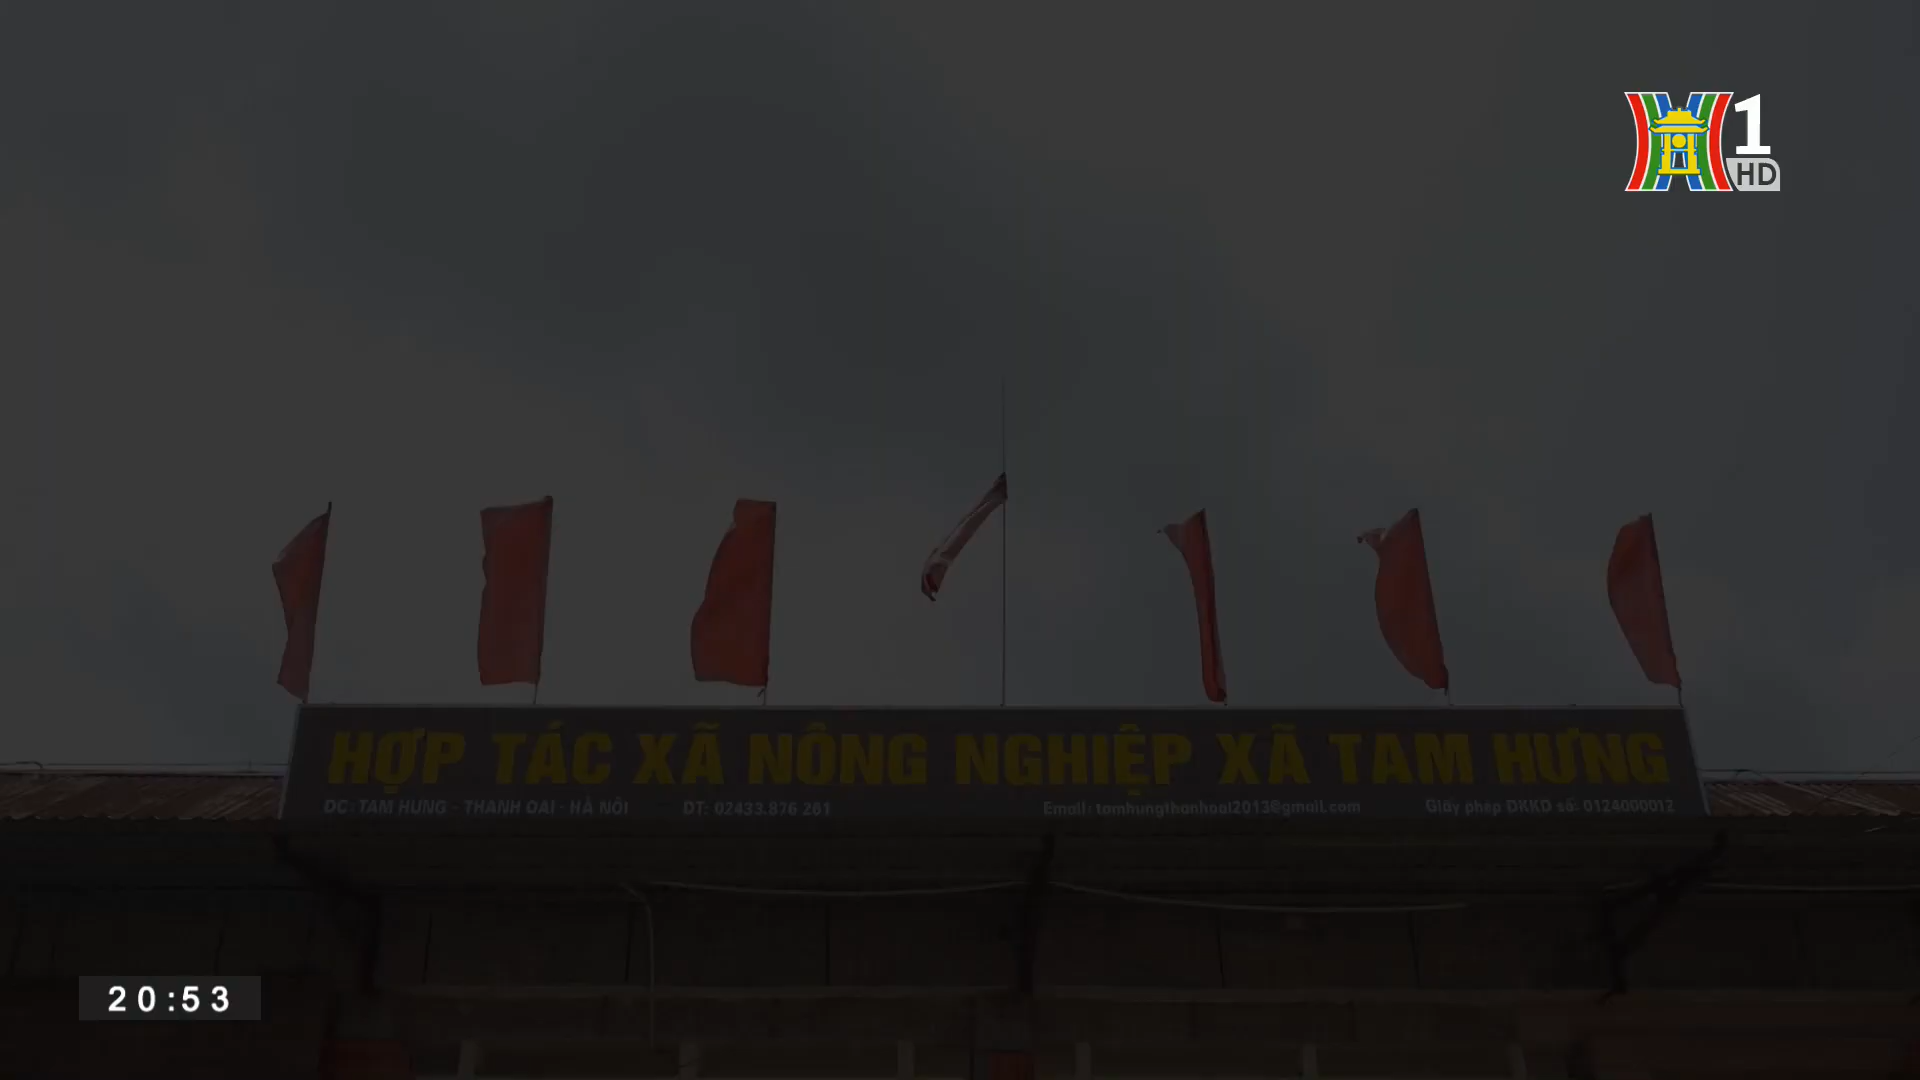 1
HD
HỢP TÁC XÃ NÔNG NGHIỆP XÃ TAM HƯNG
ĐC: TAM HƯNG - THANH OAI - HÀ NỘI ĐT: 02433.876 261 Email: tamhungthanhoai2013@gmail.com Giấy phép ĐKKD số: 0124000012
20:53